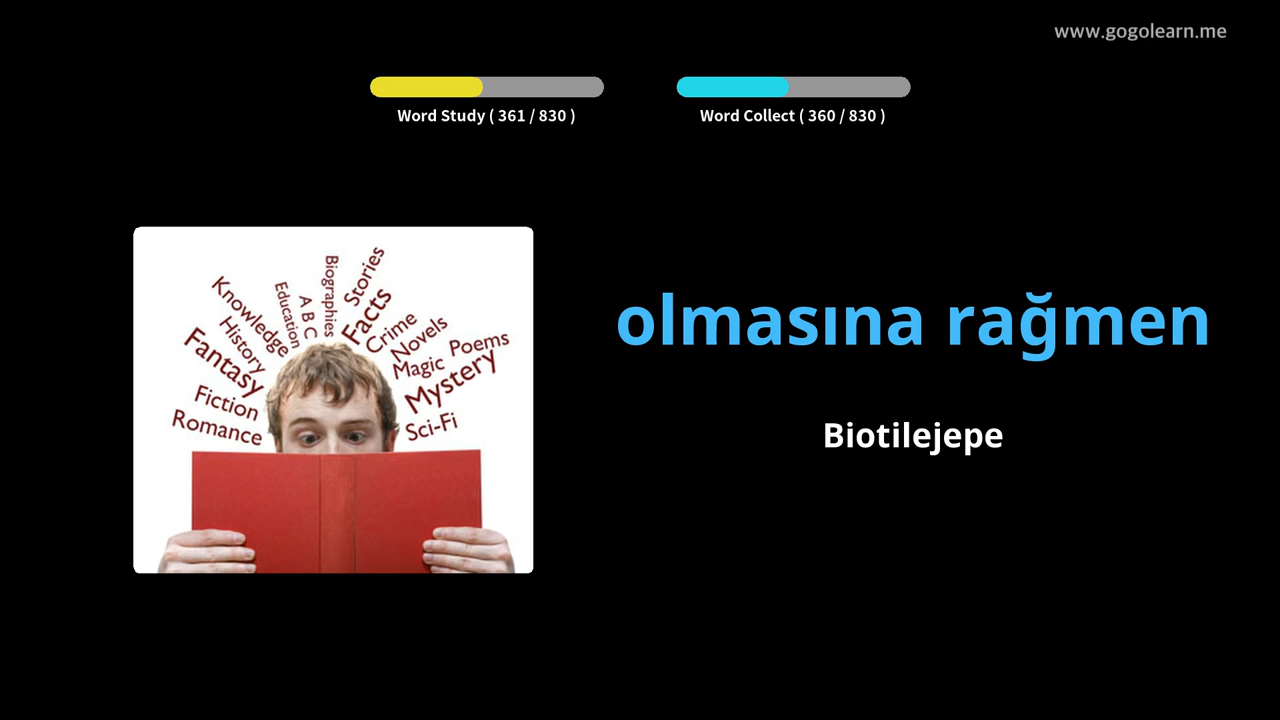 www.gogolearn.me
Word Study ( 361 / 830 )
Word Collect ( 360 / 830 )
olmasına rağmen
Biotilejepe
Knowledge
History
Fantasy
Fiction
Romance
Education
A B C
Biographies
Stories
Facts
Crime
Novels
Magic
Poems
Mystery
Sci-Fi